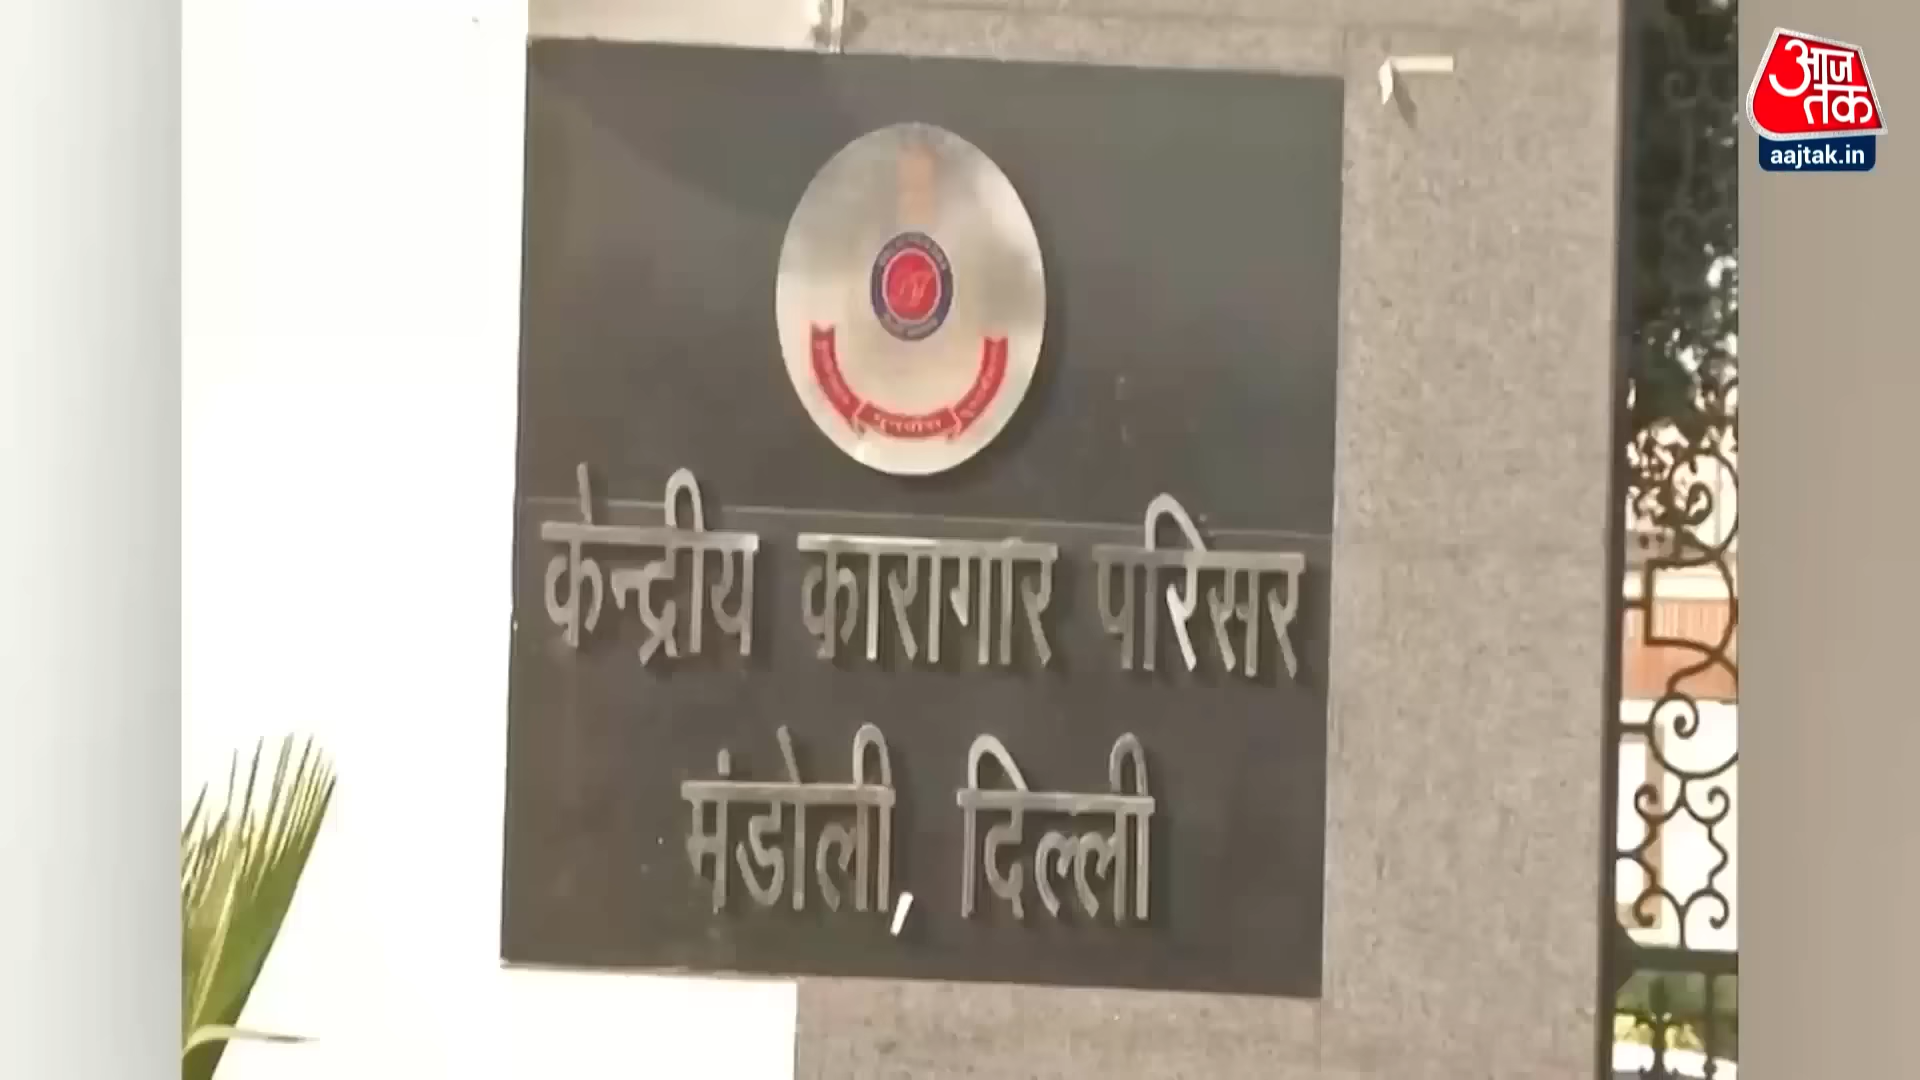 आज
तक
aajtak.in
केन्द्रीय कारागार परिसर
मंडोली, दिल्ली